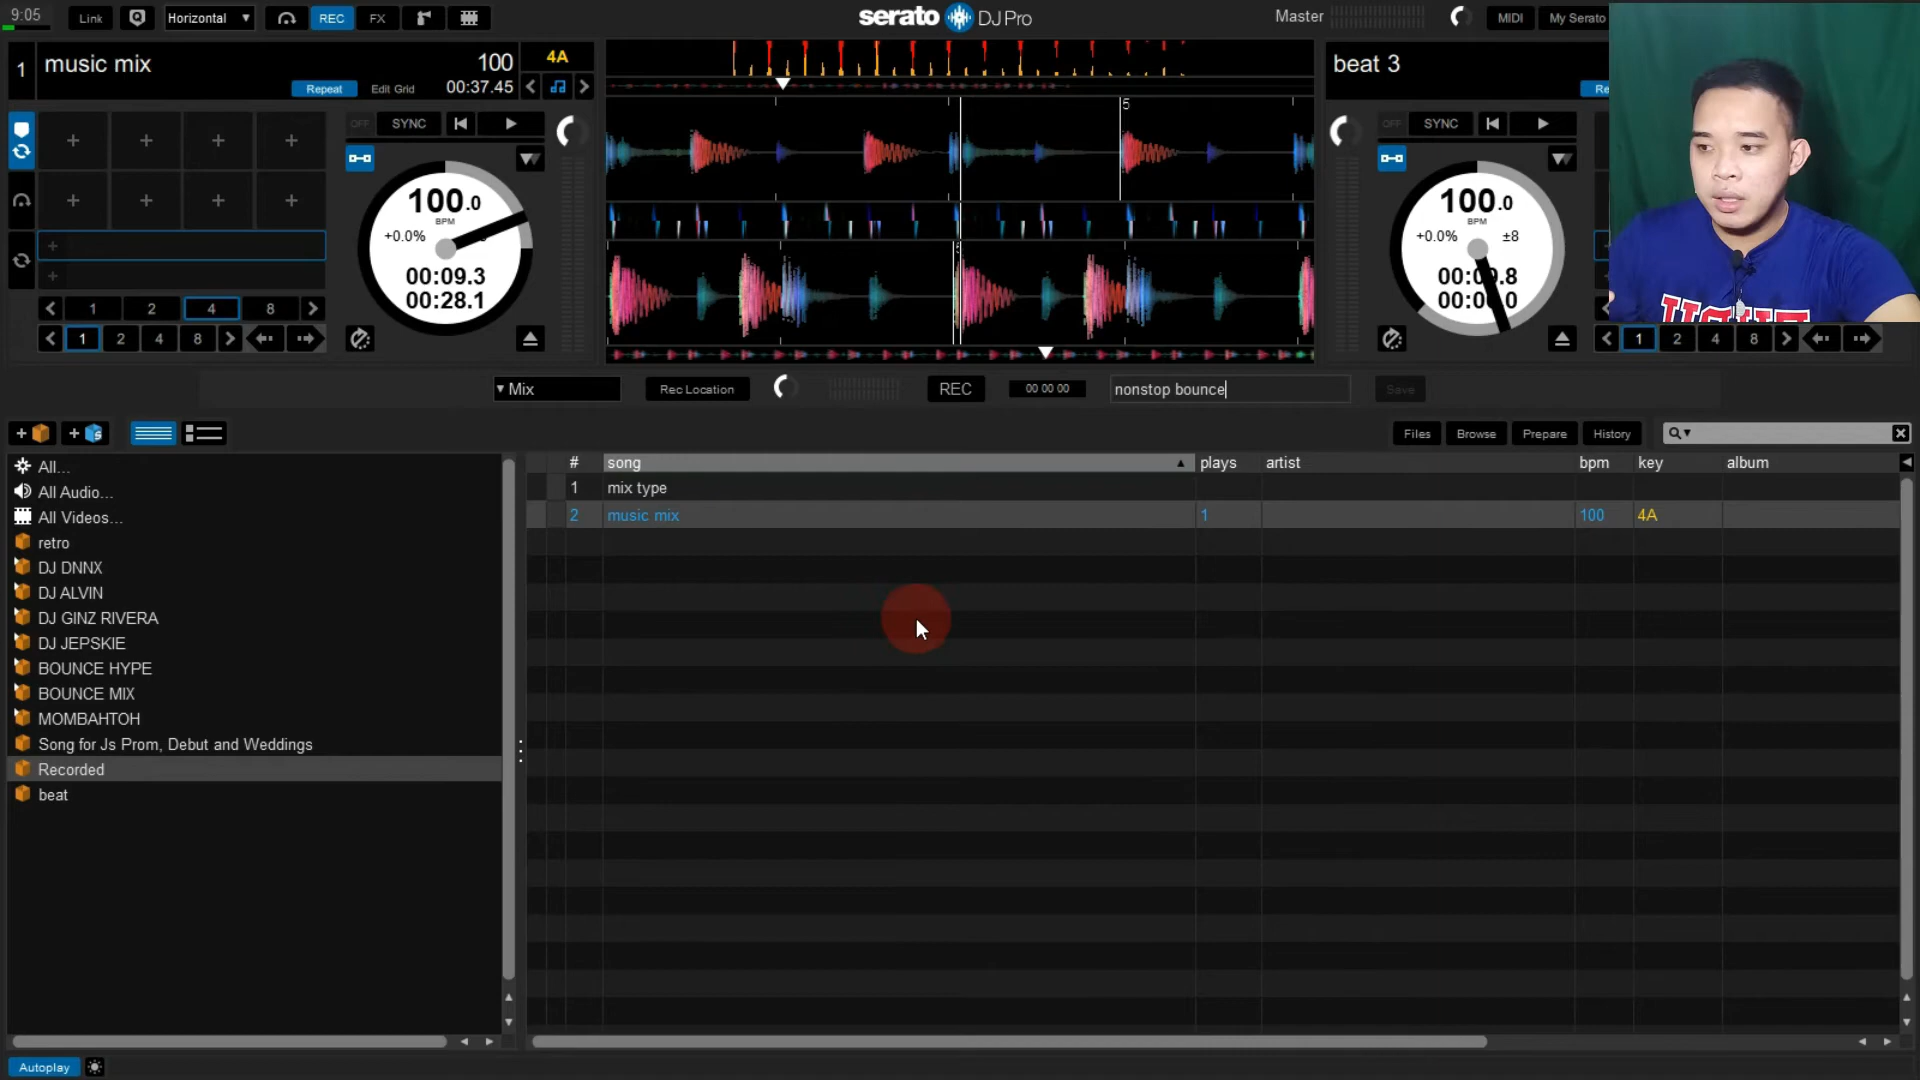 9:05 Link Horizontal REC FX serato DJ Pro Master MIDI My Serato
1 music mix 100 4A
Repeat Edit Grid 00:37.45
beat 3
Re
OFF SYNC
100.0
BPM
+0.0%
00:09.3
00:28.1
1 2 4 8
1 2 4 8
5
OFF SYNC
100.0
BPM
+0.0% ±8
1 2 4 8
Mix Rec Location REC 00 00 00 nonstop bounce Save
Files Browse Prepare History
# song plays artist bpm key album
1 mix type
2 music mix 1 100 4A
All...
All Audio...
All Videos...
retro
DJ DNNX
DJ ALVIN
DJ GINZ RIVERA
DJ JEPSKIE
BOUNCE HYPE
BOUNCE MIX
MOMBAHTOH
Song for Js Prom, Debut and Weddings
Recorded
beat
Autoplay